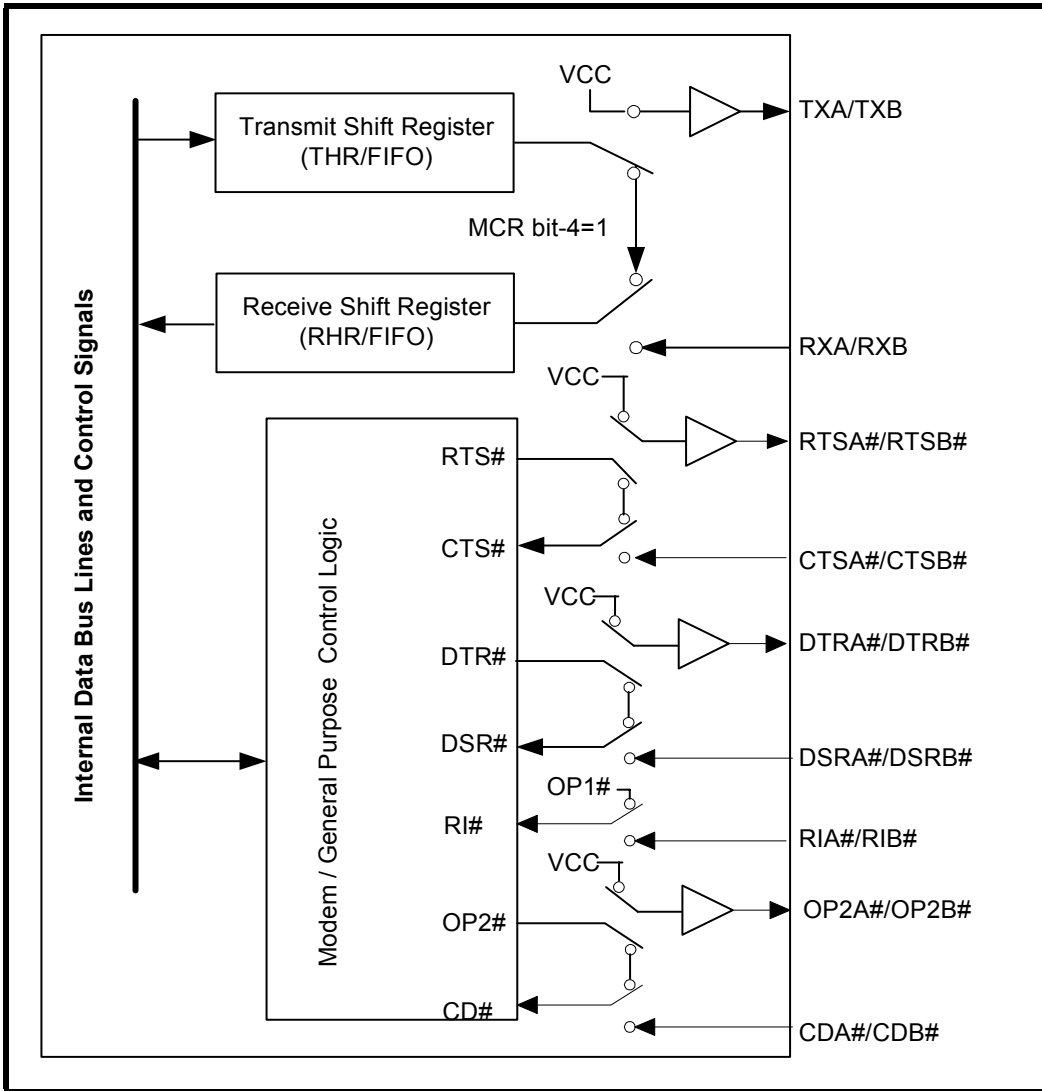 VCC
TXA/TXB
Transmit Shift Register
(THR/FIFO)
MCR bit-4=1
Receive Shift Register
(RHR/FIFO)
RXA/RXB
VCC
RTSA#/RTSB#
RTS#
CTS#
CTSA#/CTSB#
VCC
DTRA#/DTRB#
DTR#
DSR#
DSRA#/DSRB#
OP1#
RI#
RIA#/RIB#
VCC
OP2A#/OP2B#
OP2#
CD#
CDA#/CDB#
Internal Data Bus Lines and Control Signals
Modem / General Purpose Control Logic